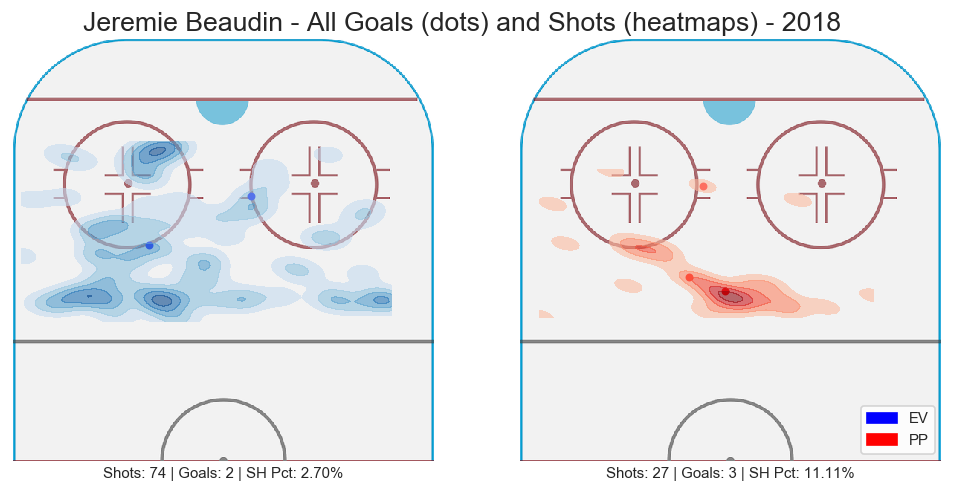 Jeremie Beaudin - All Goals (dots) and Shots (heatmaps) - 2018
EV
PP
Shots: 74 | Goals: 2 | SH Pct: 2.70%
Shots: 27 | Goals: 3 | SH Pct: 11.11%